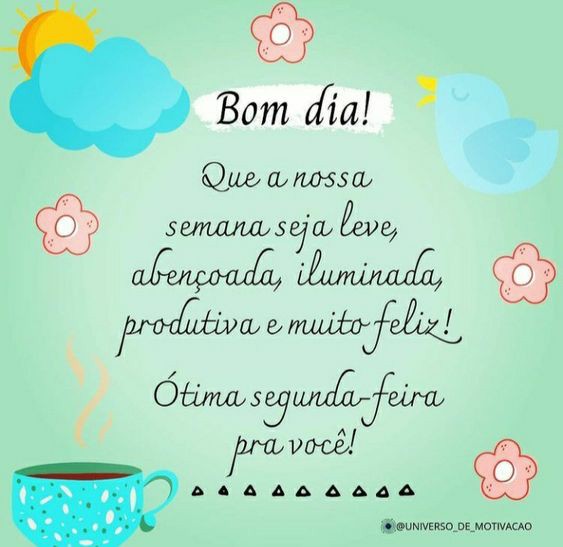 Bom dia!
Que a nossa
semana seja leve,
abençoada, iluminada,
produtiva e muito feliz!
Ótima segunda-feira
pra você!
@UNIVERSO_DE_MOTIVACAO